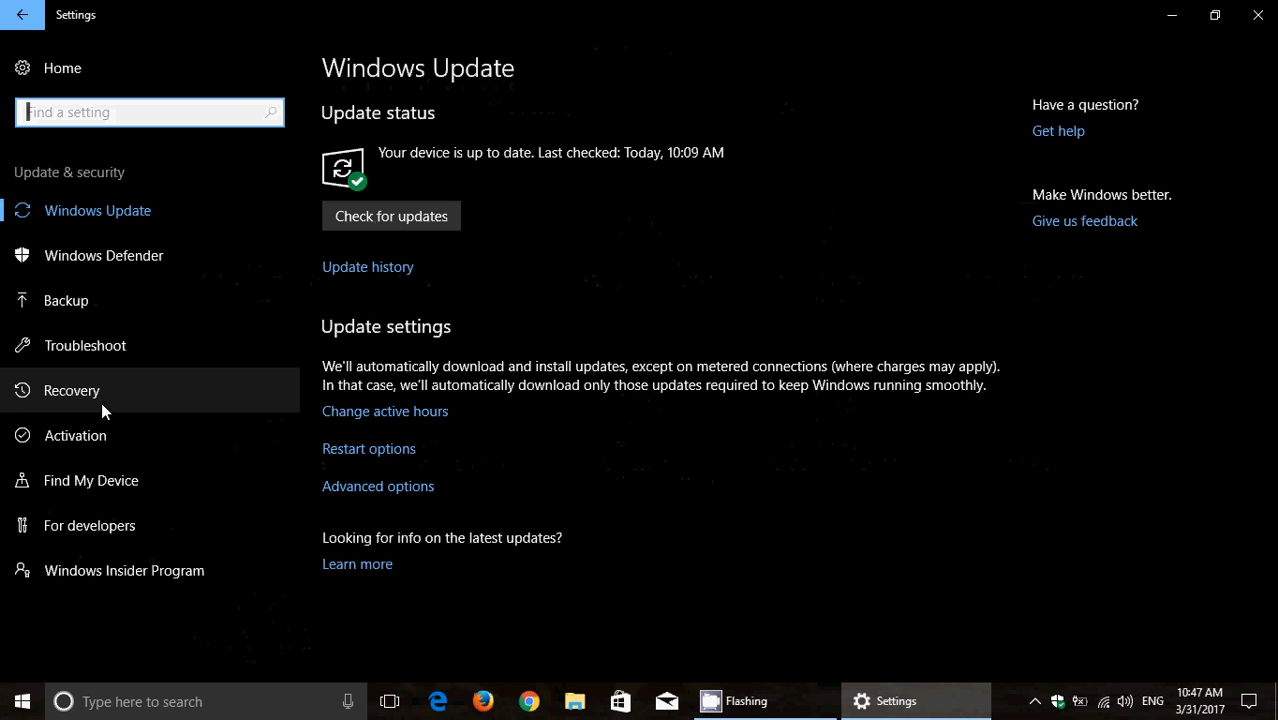 Settings
Home
Find a setting
Update & security
Windows Update
Windows Defender
Backup
Troubleshoot
Recovery
Activation
Find My Device
For developers
Windows Insider Program
Windows Update
Update status
Your device is up to date. Last checked: Today, 10:09 AM
Check for updates
Update history
Update settings
We'll automatically download and install updates, except on metered connections (where charges may apply).
In that case, we'll automatically download only those updates required to keep Windows running smoothly.
Change active hours
Restart options
Advanced options
Looking for info on the latest updates?
Learn more
Have a question?
Get help
Make Windows better.
Give us feedback
Type here to search
Flashing
Settings
ENG
10:47 AM
3/31/2017